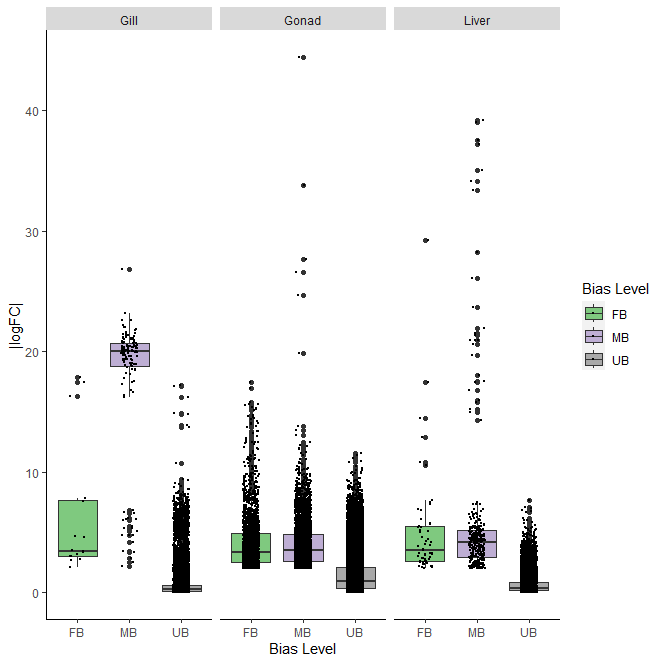 Gill Gonad Liver
|logFC|
40
30
20
10
0
FB MB UB FB MB UB FB MB UB
Bias Level
Bias Level
FB
MB
UB